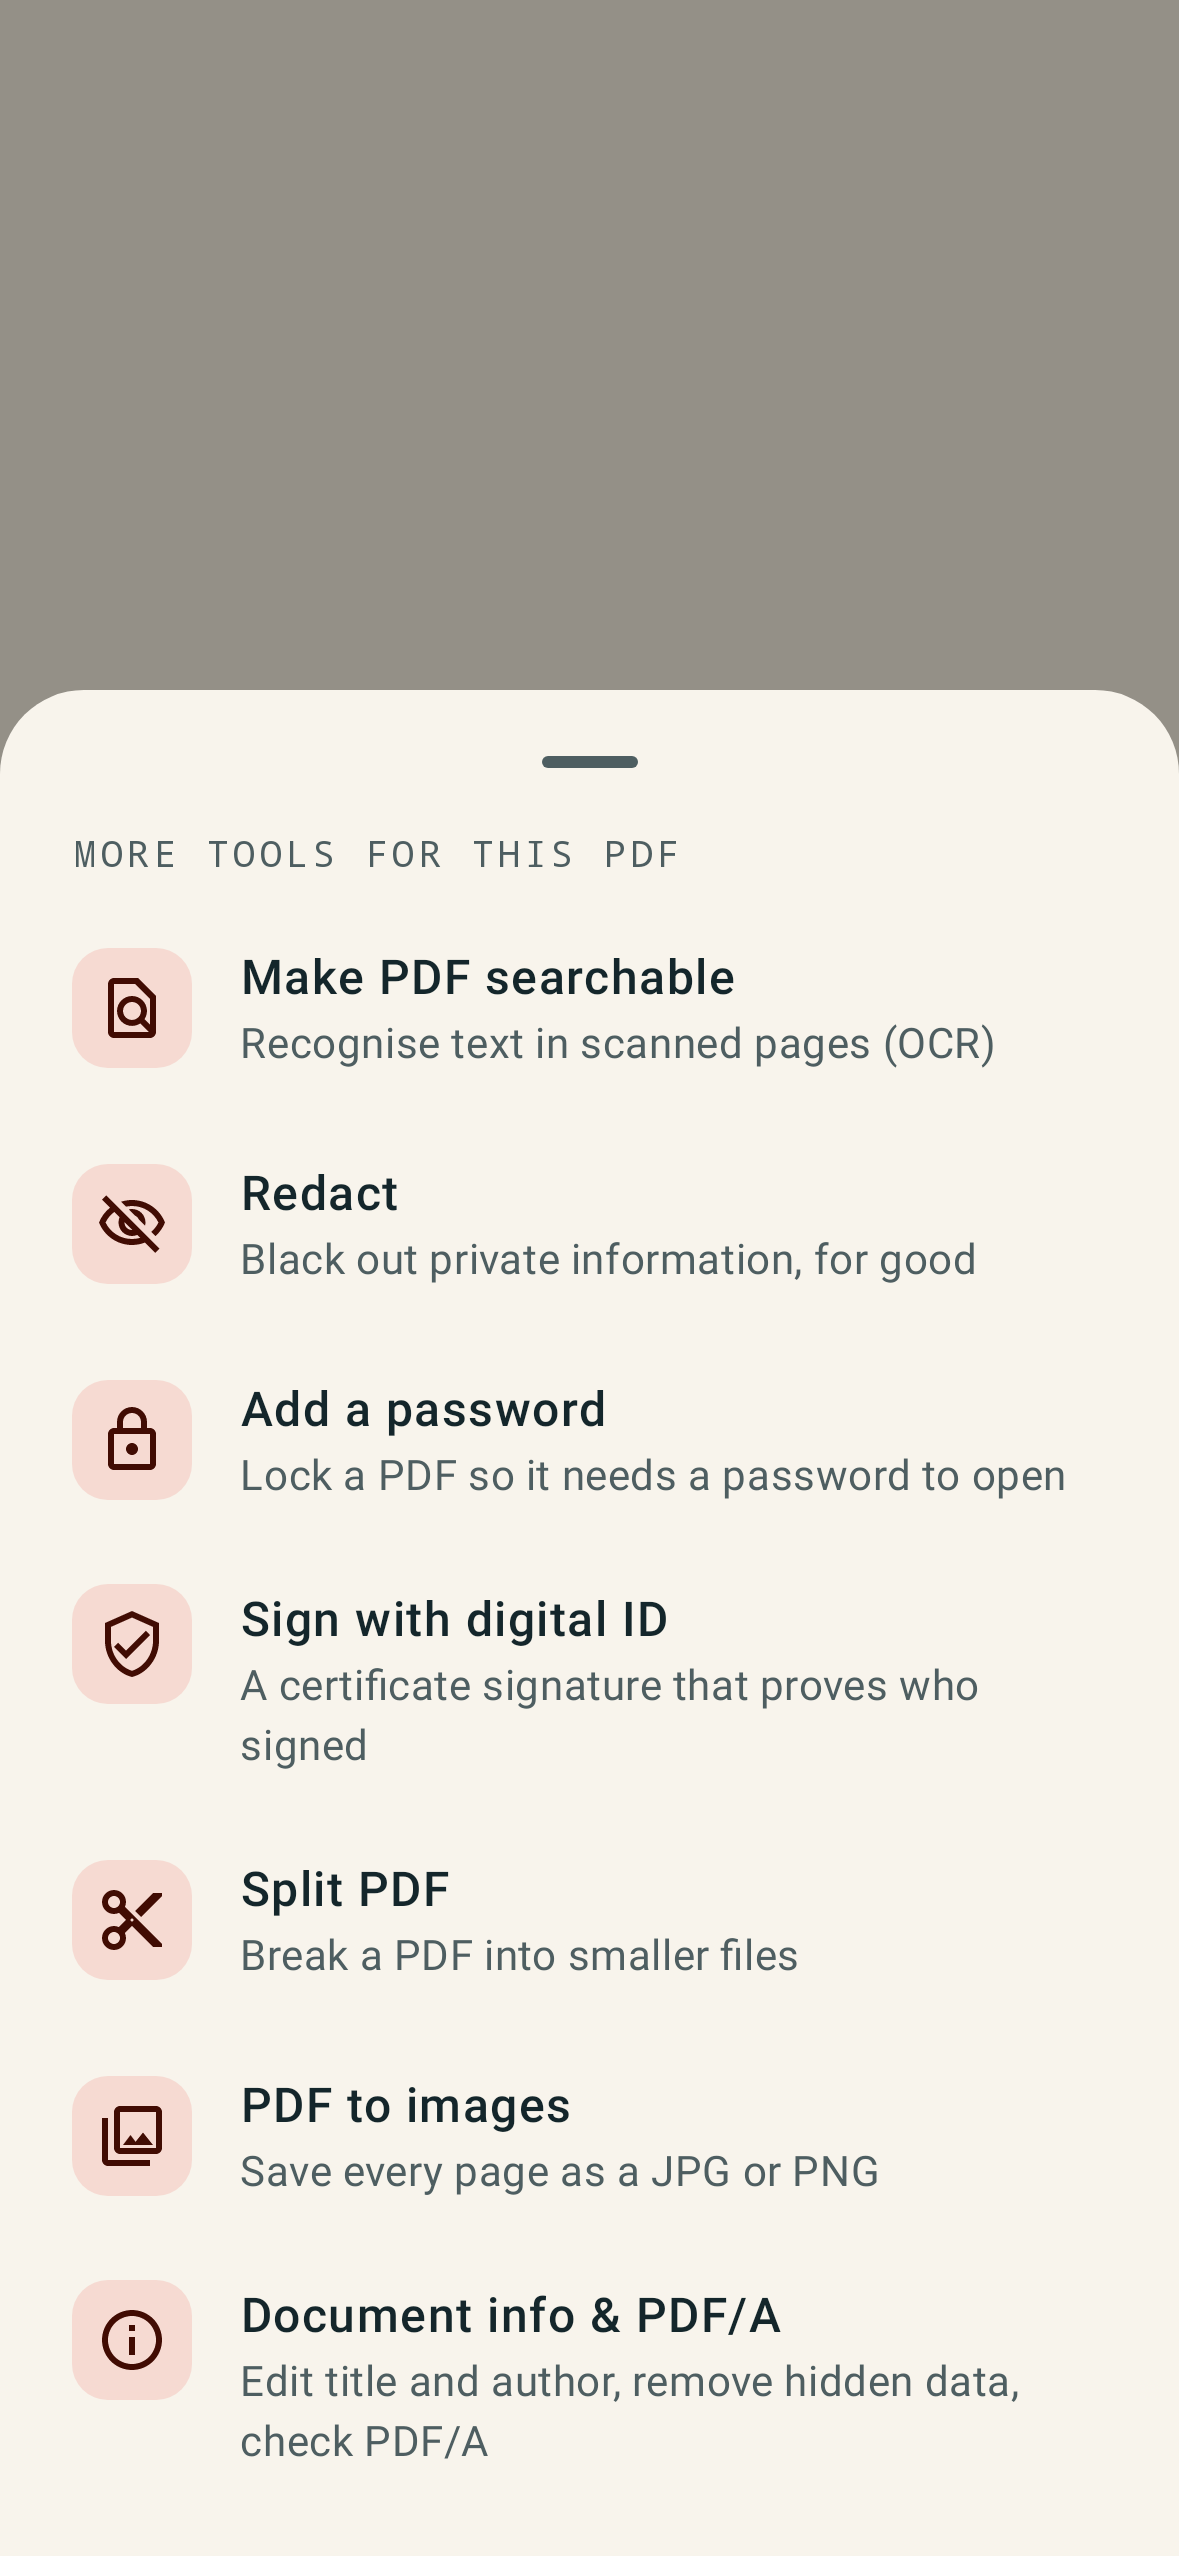 MORE TOOLS FOR THIS PDF
Make PDF searchable
Recognise text in scanned pages (OCR)
Redact
Black out private information, for good
Add a password
Lock a PDF so it needs a password to open
Sign with digital ID
A certificate signature that proves who
signed
Split PDF
Break a PDF into smaller files
PDF to images
Save every page as a JPG or PNG
Document info & PDF/A
Edit title and author, remove hidden data,
check PDF/A